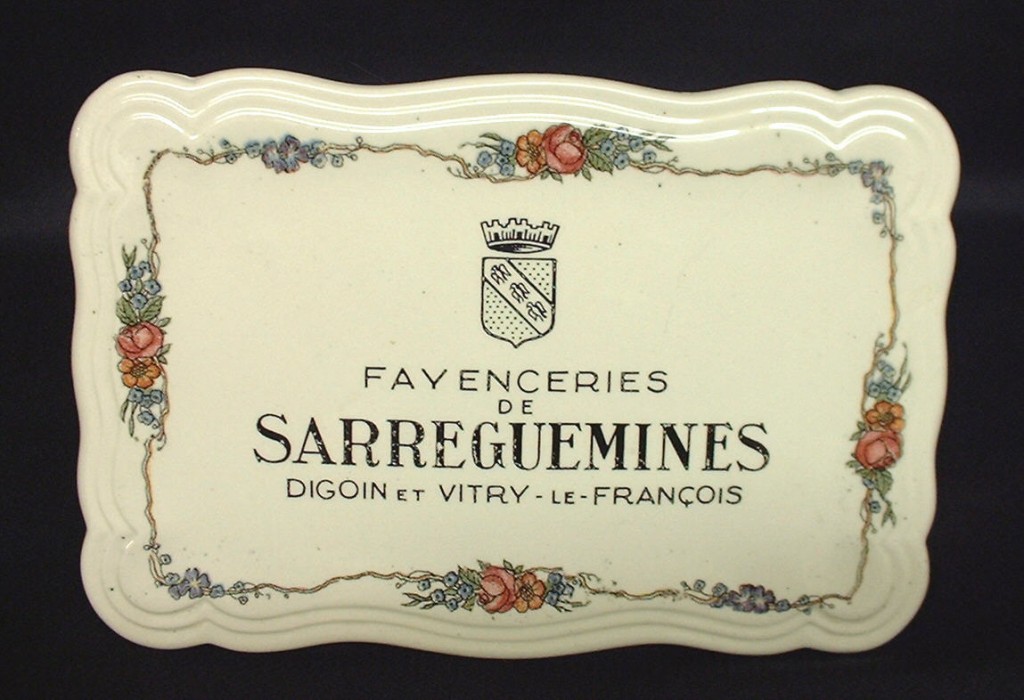 FAYENCERIES
DE
SARREGUEMINES
DIGOIN ET VITRY-LE-FRANÇOIS